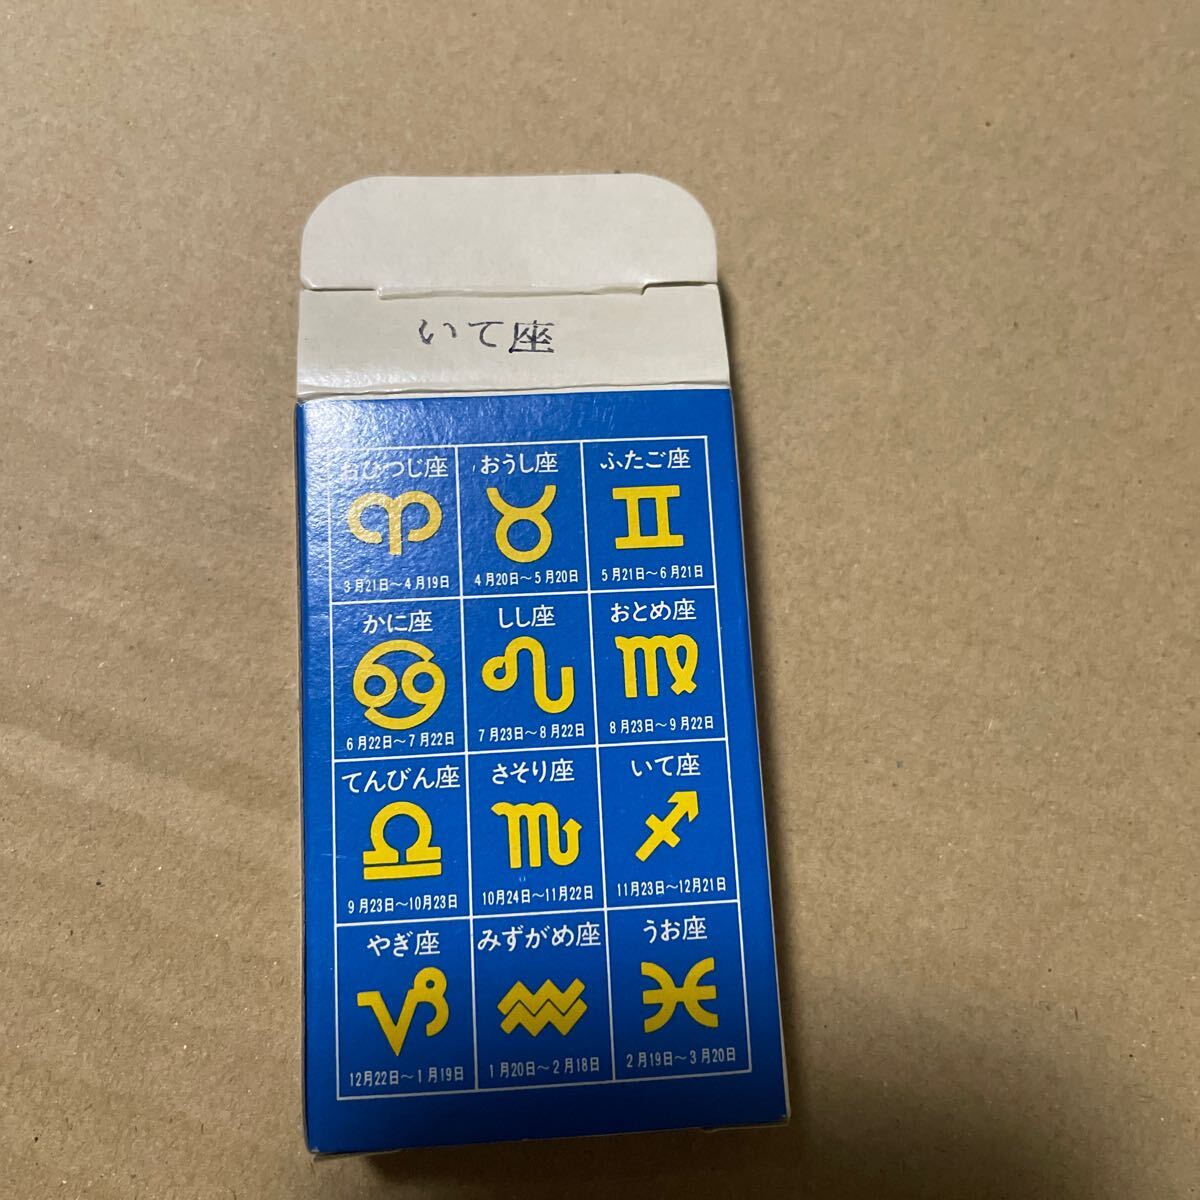 いて座
おひつじ座
おうし座
ふたご座
3月21日〜4月19日
4月20日〜5月20日
5月21日〜6月21日
かに座
しし座
おとめ座
6月22日〜7月22日
7月23日〜8月22日
8月23日〜9月22日
てんびん座
さそり座
いて座
9月23日〜10月23日
10月24日〜11月22日
11月23日〜12月21日
やぎ座
みずがめ座
うお座
12月22日〜1月19日
1月20日〜2月18日
2月19日〜3月20日